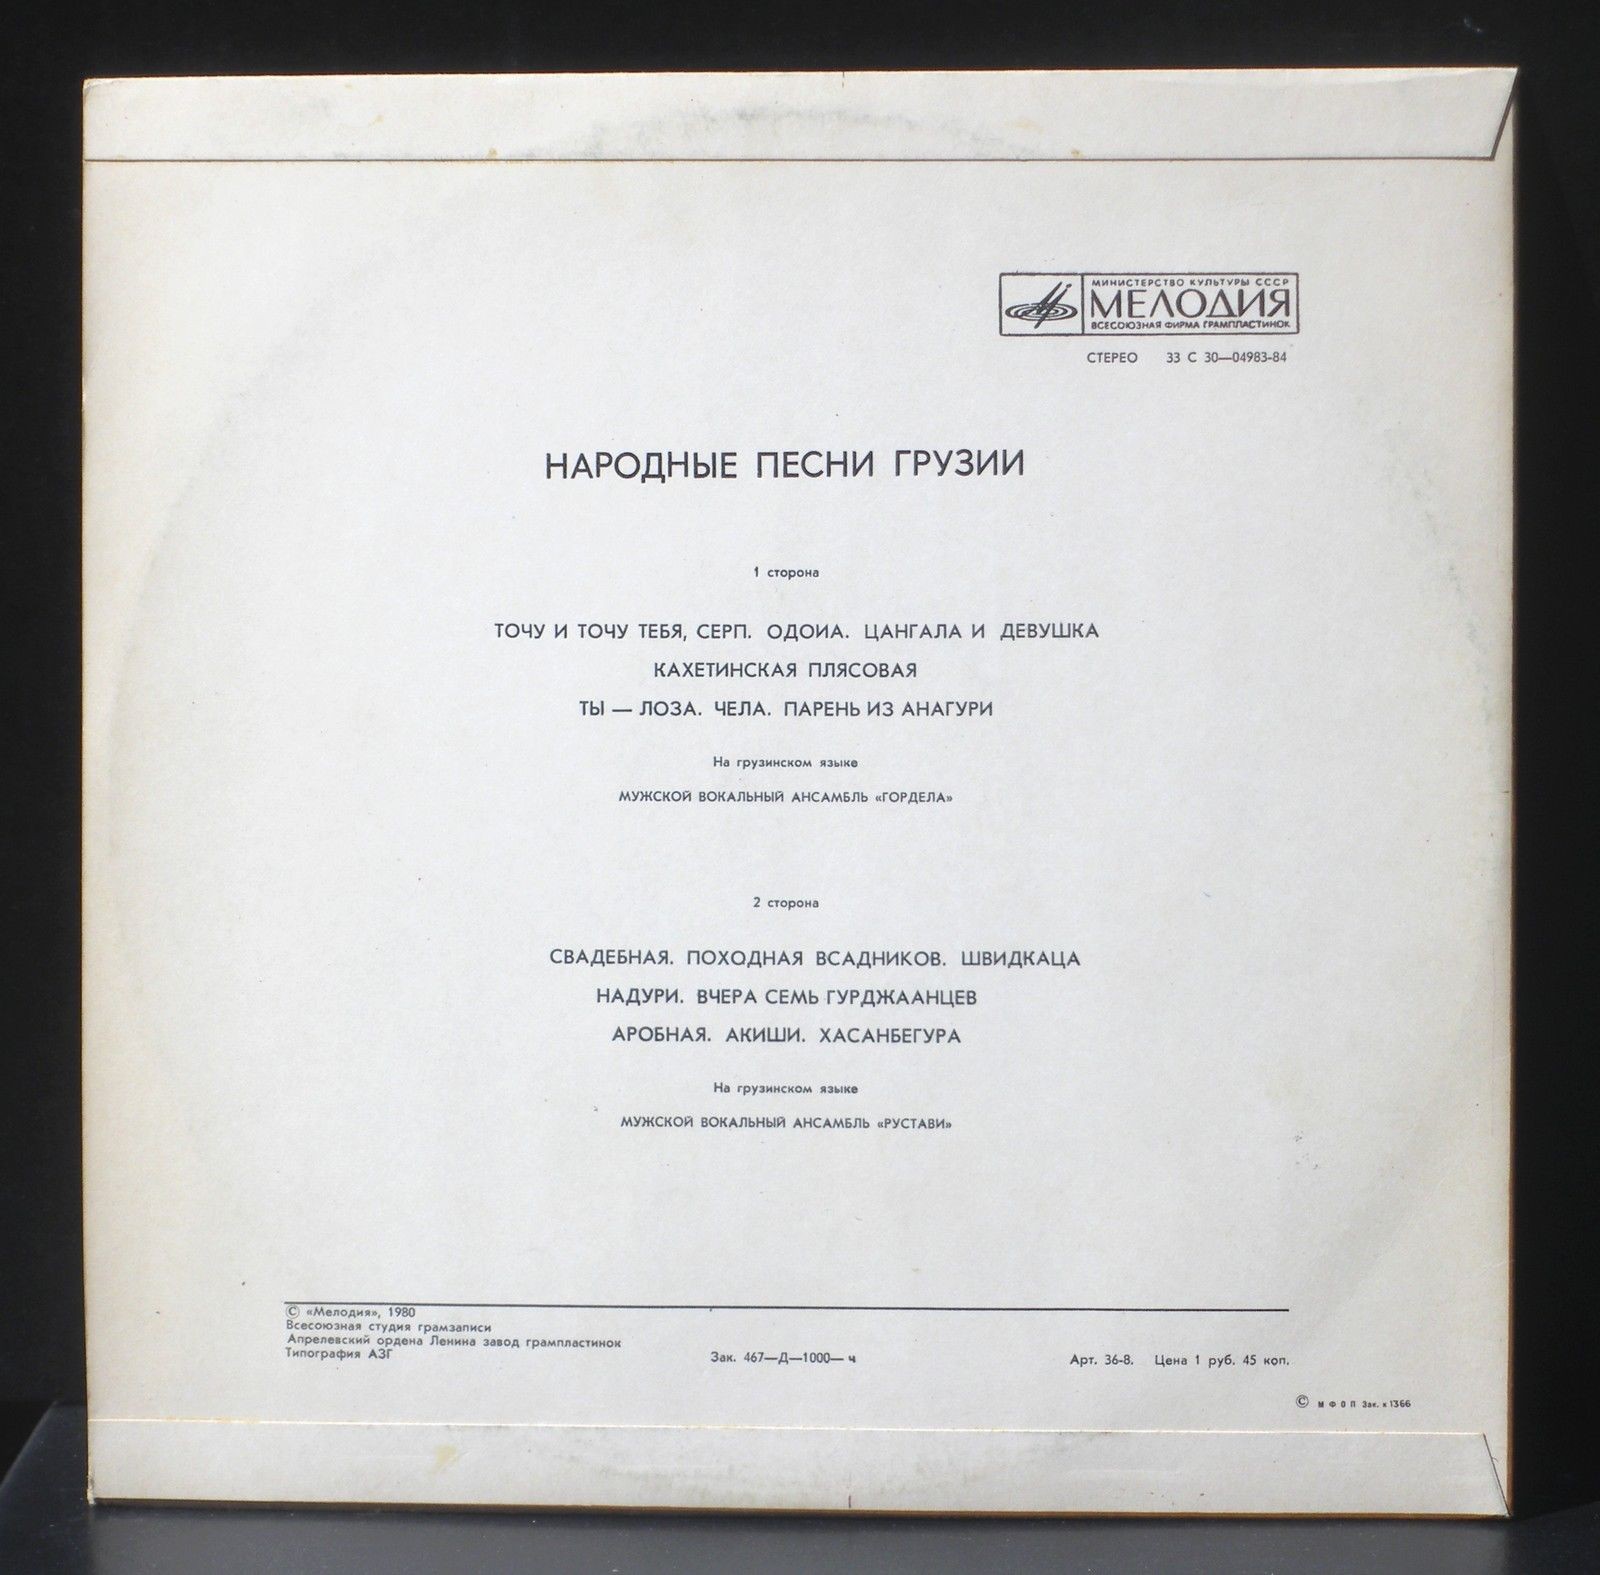 МИНИСТЕРСТВО КУЛЬТУРЫ СССР
МЕЛОДИЯ
ВСЕСОЮЗНАЯ ФИРМА ГРАМПЛАСТИНОК
СТЕРЕО 33 С 30—04983-84
НАРОДНЫЕ ПЕСНИ ГРУЗИИ
1 сторона
ТОЧУ И ТОЧУ ТЕБЯ, СЕРП. ОДОИА. ЦАНГАЛА И ДЕВУШКА
КАХЕТИНСКАЯ ПЛЯСОВАЯ
ТЫ — ЛОЗА. ЧЕЛА. ПАРЕНЬ ИЗ АНАГУРИ
На грузинском языке
МУЖСКОЙ ВОКАЛЬНЫЙ АНСАМБЛЬ «ГОРДЕЛА»
2 сторона
СВАДЕБНАЯ. ПОХОДНАЯ ВСАДНИКОВ. ШВИДКАЦА
НАДУРИ. ВЧЕРА СЕМЬ ГУРДЖААНЦЕВ
АРОБНАЯ. АКИШИ. ХАСАНБЕГУРА
На грузинском языке
МУЖСКОЙ ВОКАЛЬНЫЙ АНСАМБЛЬ «РУСТАВИ»
© «Мелодия», 1980
Всесоюзная студия грамзаписи
Апрелевский ордена Ленина завод грампластинок
Типография АЗГ
Зак. 467—Д—1000— ч
Арт. 36-8. Цена 1 руб. 45 коп.
© М Ф О П Зак. к 1366